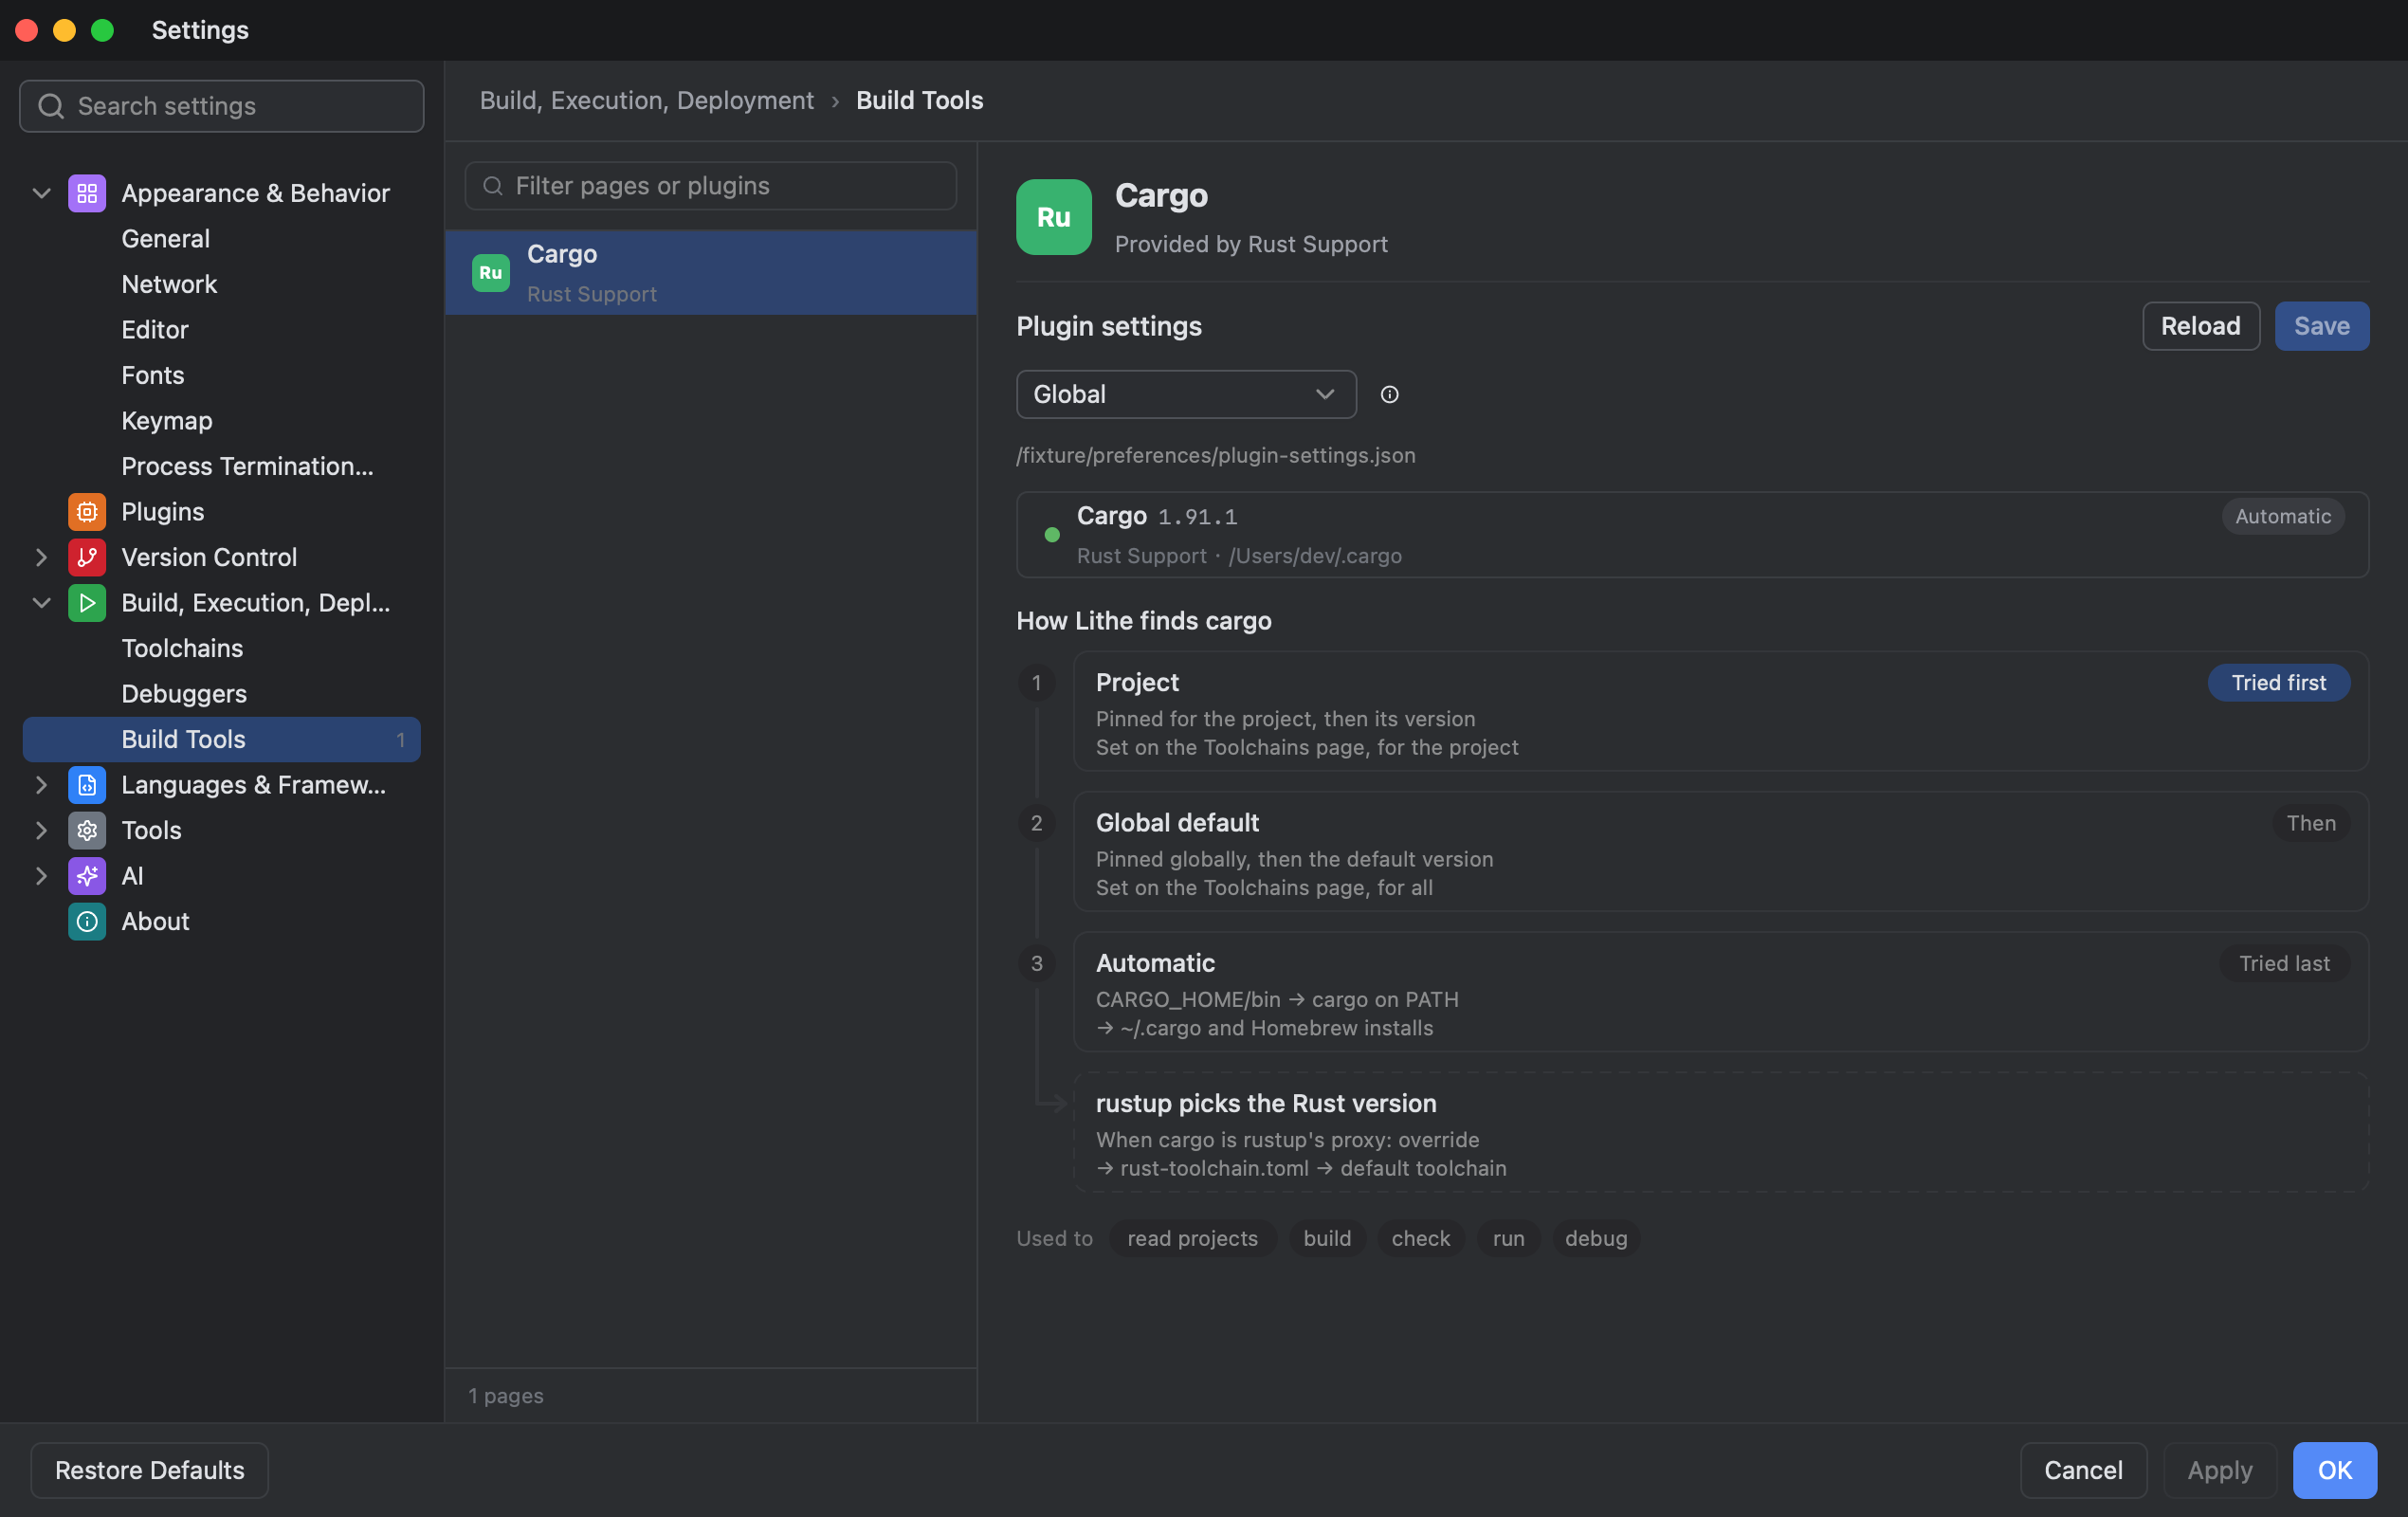 Settings
Search settings
Appearance & Behavior
General
Network
Editor
Fonts
Keymap
Process Termination...
Plugins
Version Control
Build, Execution, Depl...
Toolchains
Debuggers
Build Tools 1
Languages & Framew...
Tools
AI
About
Build, Execution, Deployment › Build Tools
Filter pages or plugins
Ru
Cargo
Rust Support
1 pages
Ru
Cargo
Provided by Rust Support
Plugin settings
Reload
Save
Global
/fixture/preferences/plugin-settings.json
Cargo 1.91.1
Automatic
Rust Support · /Users/dev/.cargo
How Lithe finds cargo
1
Project
Tried first
Pinned for the project, then its version
Set on the Toolchains page, for the project
2
Global default
Then
Pinned globally, then the default version
Set on the Toolchains page, for all
3
Automatic
Tried last
CARGO_HOME/bin → cargo on PATH
→ ~/.cargo and Homebrew installs
rustup picks the Rust version
When cargo is rustup's proxy: override
→ rust-toolchain.toml → default toolchain
Used to read projects build check run debug
Restore Defaults
Cancel
Apply
OK